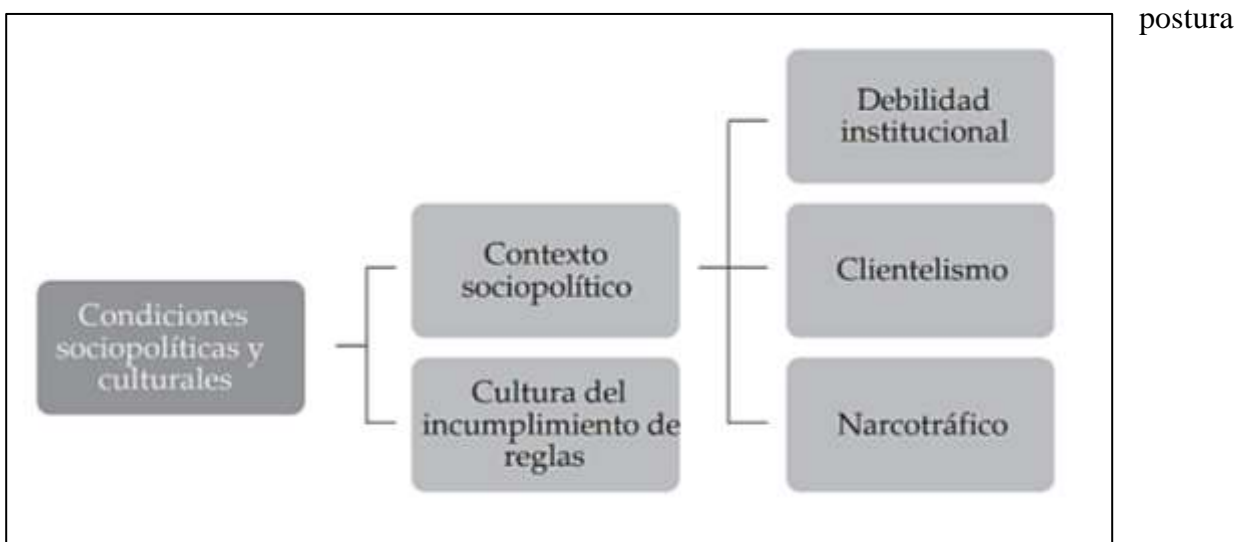 postura
Debilidad
institucional
Contexto
sociopolítico
Clientelismo
Condiciones
sociopolíticas y
culturales
Cultura del
incumplimiento de
reglas
Narcotráfico